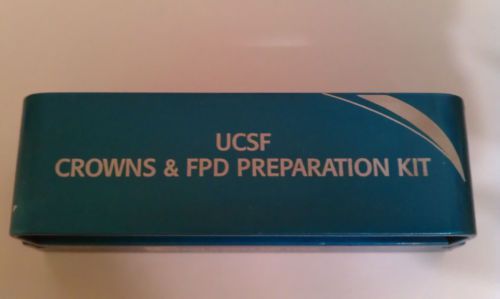 UCSF
CROWNS & FPD PREPARATION KIT